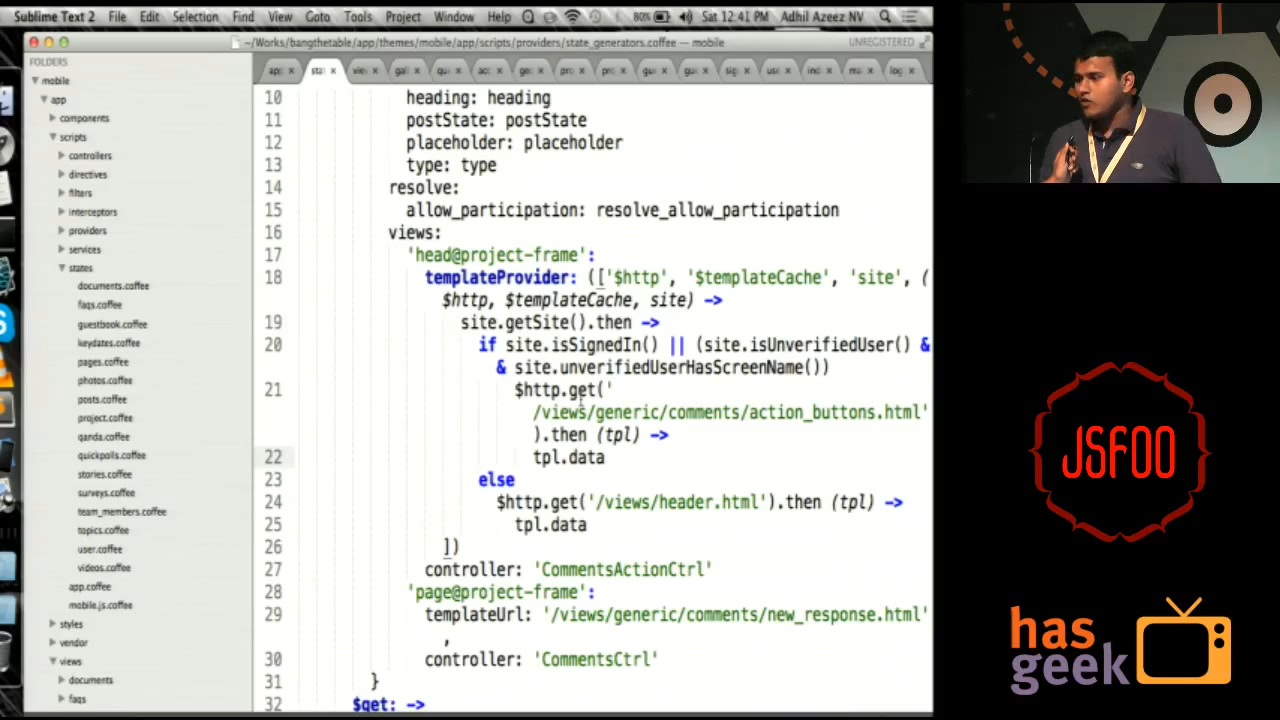 Sublime Text 2 File Edit Selection Find View Goto Tools Project Window Help 80% Sat 12:41 PM Adhil Azeez NV
~/Works/bangthetable/app/themes/mobile/app/scripts/providers/state_generators.coffee — mobile UNREGISTERED
FOLDERS
mobile
app
components
scripts
controllers
directives
filters
interceptors
providers
services
states
documents.coffee
faqs.coffee
guestbook.coffee
keydates.coffee
pages.coffee
photos.coffee
posts.coffee
project.coffee
qanda.coffee
quickpolls.coffee
stories.coffee
surveys.coffee
team_members.coffee
topics.coffee
user.coffee
videos.coffee
app.coffee
mobile.js.coffee
styles
vendor
views
documents
faqs
10 heading: heading
11 postState: postState
12 placeholder: placeholder
13 type: type
14 resolve:
15 allow_participation: resolve_allow_participation
16 views:
17 'head@project-frame':
18 templateProvider: (['$http', '$templateCache', 'site', (
$http, $templateCache, site) ->
19 site.getSite().then ->
20 if site.isSignedIn() || (site.isUnverifiedUser() &
& site.unverifiedUserHasScreenName())
21 $http.get('
/views/generic/comments/action_buttons.html'
).then (tpl) ->
22 tpl.data
23 else
24 $http.get('/views/header.html').then (tpl) ->
25 tpl.data
26 ])
27 controller: 'CommentsActionCtrl'
28 'page@project-frame':
29 templateUrl: '/views/generic/comments/new_response.html'
,
30 controller: 'CommentsCtrl'
31 }
32 $get: ->
JSFOO
has
geek